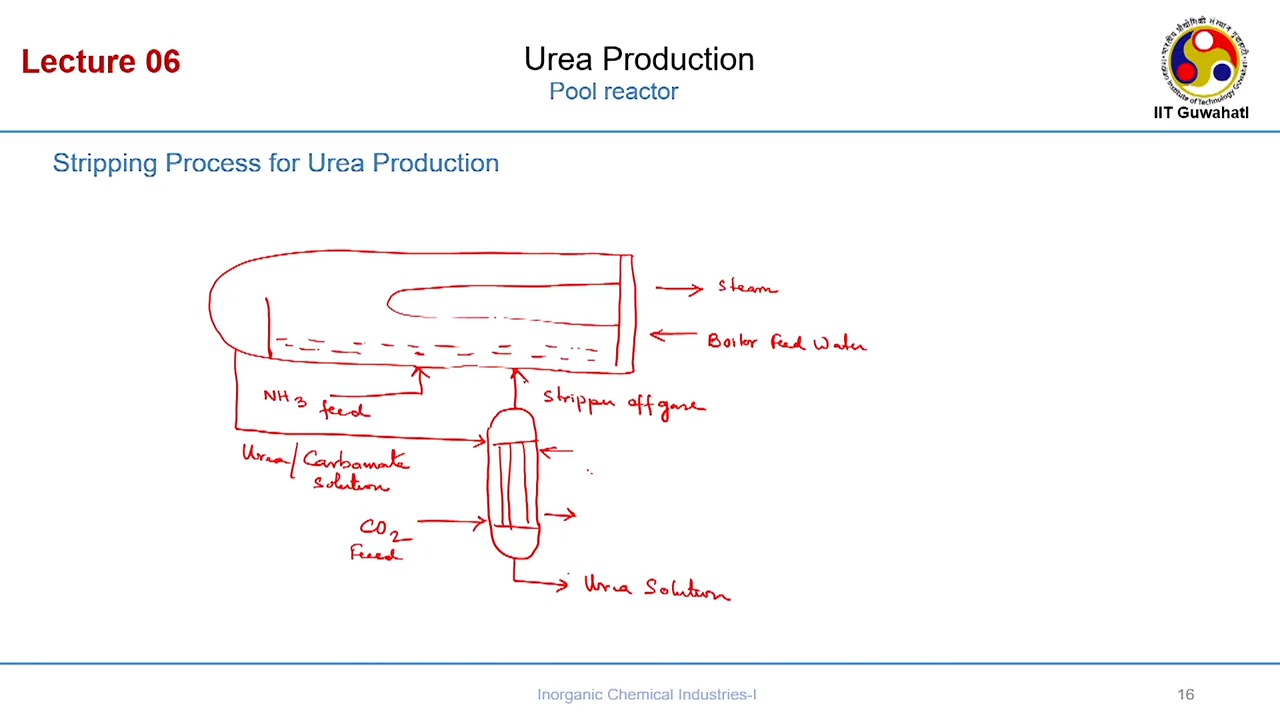 Lecture 06
Urea Production
Pool reactor
IIT Guwahati
Stripping Process for Urea Production
Steam
Boiler Feed Water
NH3 feed
Stripper off gases
Urea/Carbamate
solution
CO2
Feed
Urea Solution
Inorganic Chemical Industries-I
16